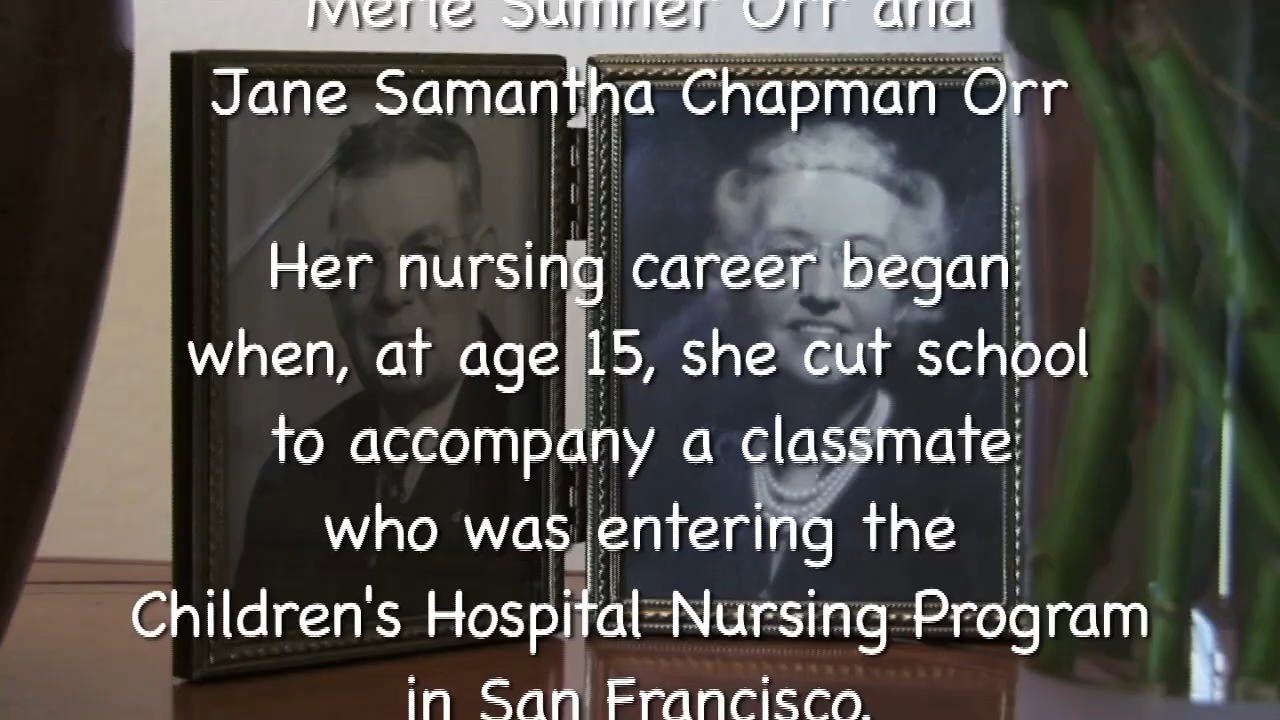 Merle Sumner Orr and
Jane Samantha Chapman Orr
Her nursing career began
when, at age 15, she cut school
to accompany a classmate
who was entering the
Children's Hospital Nursing Program
in San Francisco.